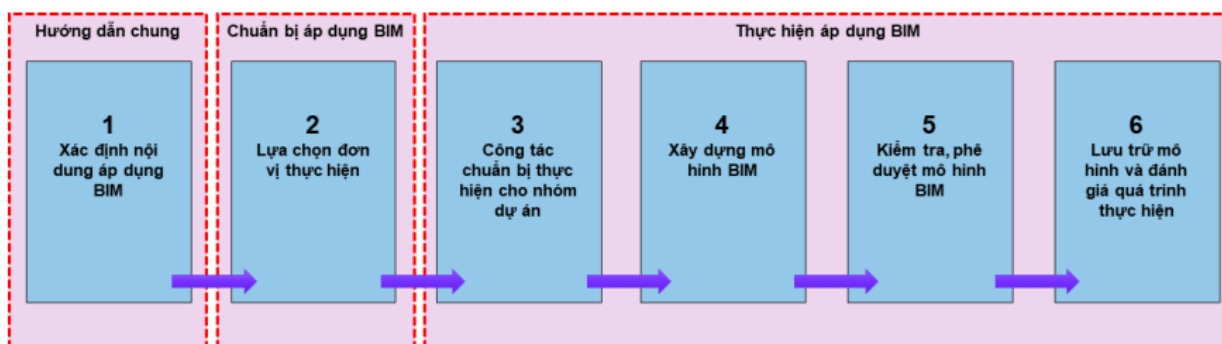 Hướng dẫn chung
Chuẩn bị áp dụng BIM
Thực hiện áp dụng BIM
1
Xác định nội
dung áp dụng
BIM
2
Lựa chọn đơn
vị thực hiện
3
Công tác
chuẩn bị thực
hiện cho nhóm
dự án
4
Xây dựng mô
hình BIM
5
Kiểm tra, phê
duyệt mô hình
BIM
6
Lưu trữ mô
hình và đánh
giá quá trình
thực hiện